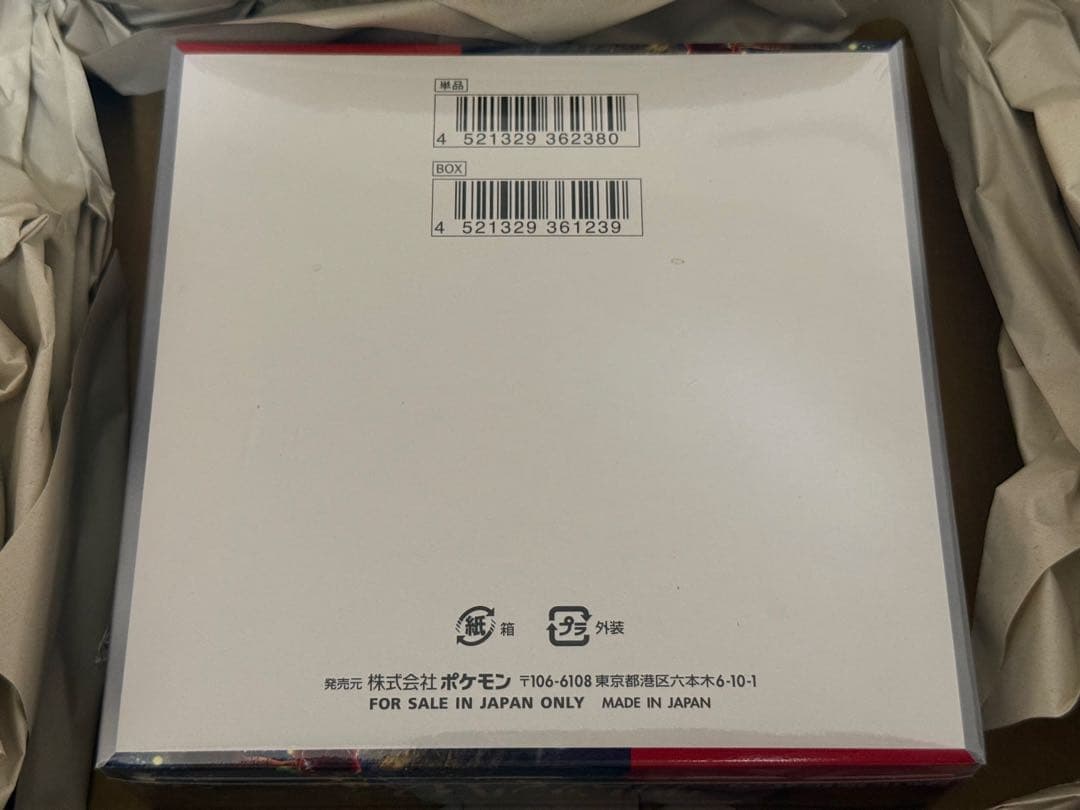 単品
4 521329 362380
BOX
4 521329 361239
紙 箱 プラ 外装
発売元 株式会社ポケモン 〒106-6108 東京都港区六本木6-10-1
FOR SALE IN JAPAN ONLY MADE IN JAPAN